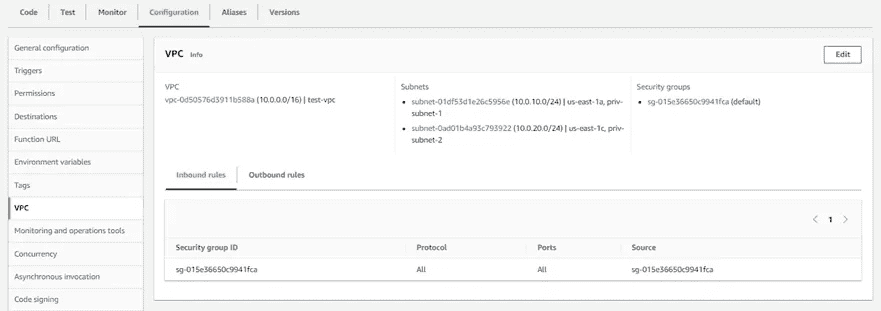 Code Test Monitor Configuration Aliases Versions
General configuration
Triggers
Permissions
Destinations
Function URL
Environment variables
Tags
VPC
Monitoring and operations tools
Concurrency
Asynchronous invocation
Code signing
VPC Info
Edit
VPC
vpc-0d50576d3911b588a (10.0.0.0/16) | test-vpc
Subnets
• subnet-01df53d1e26c5956e (10.0.10.0/24) | us-east-1a, priv-
subnet-1
• subnet-0ad01b4a93c793922 (10.0.20.0/24) | us-east-1c, priv-
subnet-2
Security groups
• sg-015e36650c9941fca (default)
Inbound rules Outbound rules
< 1 >
Security group ID Protocol Ports Source
sg-015e36650c9941fca All All sg-015e36650c9941fca